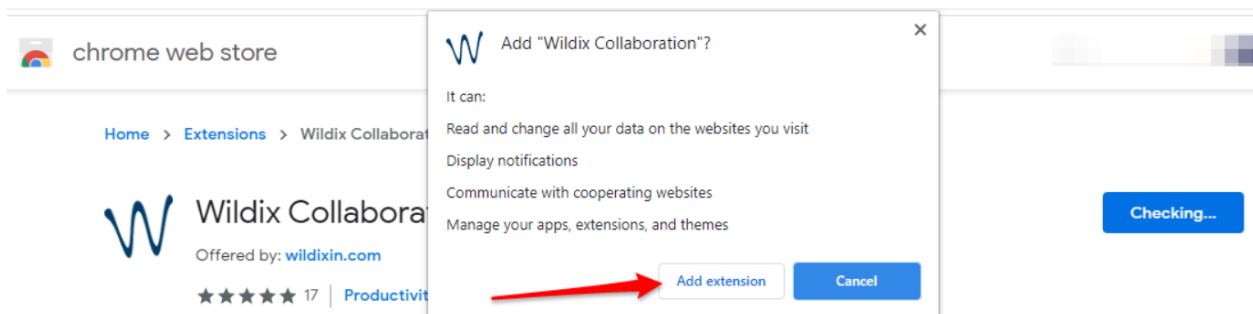 chrome web store
Add "Wildix Collaboration"?
It can:
Read and change all your data on the websites you visit
Display notifications
Communicate with cooperating websites
Manage your apps, extensions, and themes
Add extension Cancel
Home > Extensions > Wildix Collaborat
Wildix Collabora
Offered by: wildixin.com
17 | Productivit
Checking...